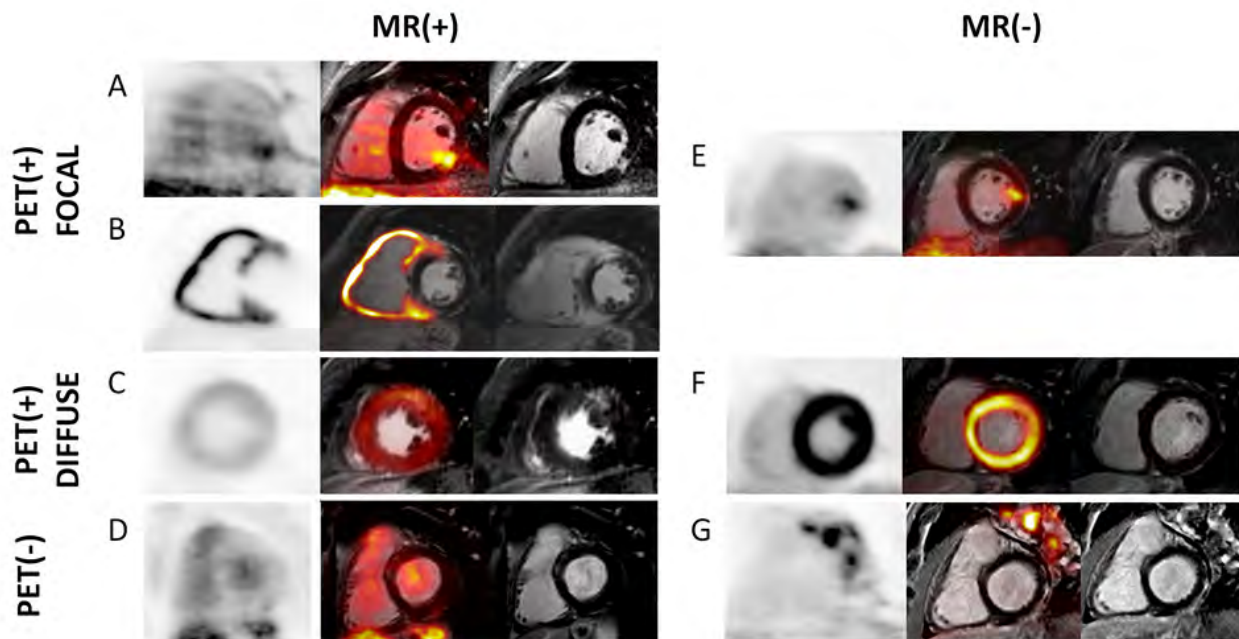 MR(+)
MR(-)
PET(+)
FOCAL
A
E
B
PET(+)
DIFFUSE
C
F
PET(-)
D
G